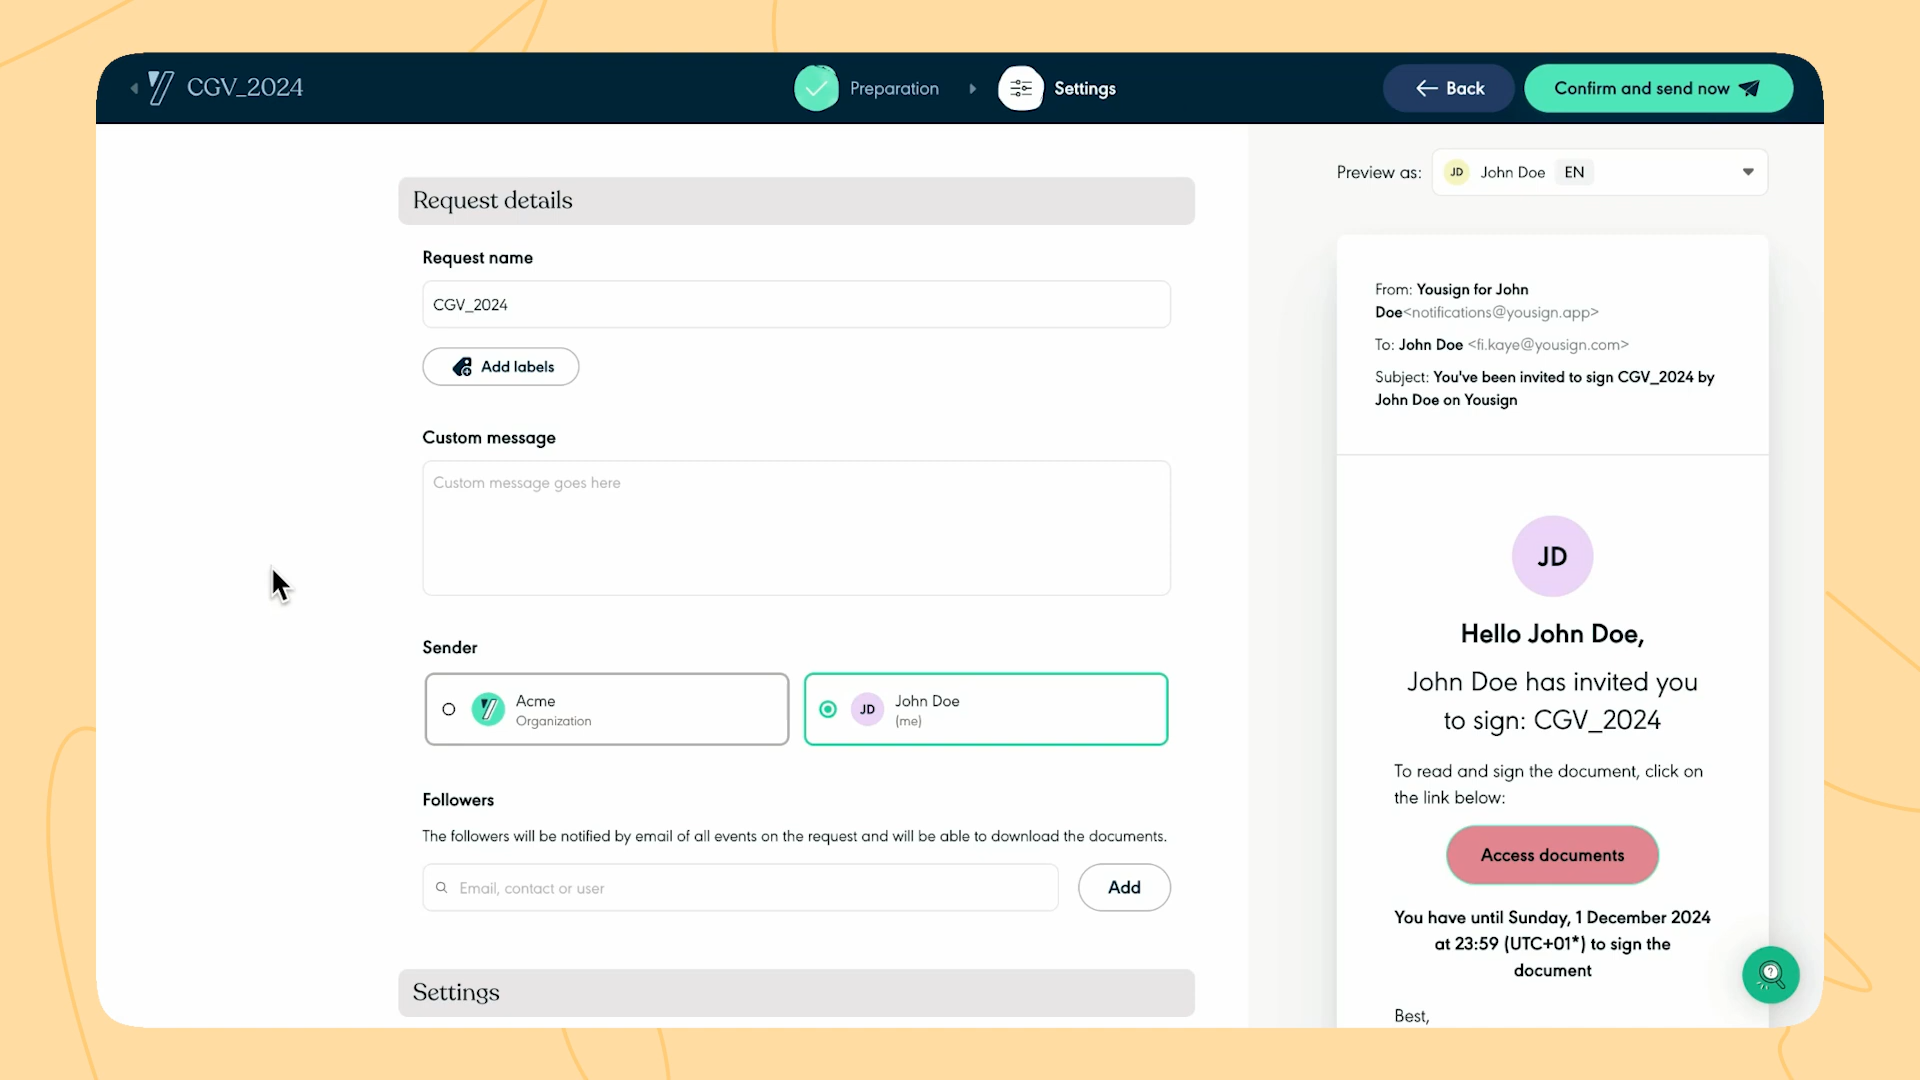 CGV_2024
Preparation
Settings
Back
Confirm and send now
Request details
Request name
CGV_2024
Add labels
Custom message
Custom message goes here
Sender
Acme
Organization
JD
John Doe
(me)
Followers
The followers will be notified by email of all events on the request and will be able to download the documents.
Email, contact or user
Add
Settings
Preview as:
JD
John Doe
EN
From: Yousign for John
Doe<notifications@yousign.app>
To: John Doe <fi.kaye@yousign.com>
Subject: You've been invited to sign CGV_2024 by
John Doe on Yousign
JD
Hello John Doe,
John Doe has invited you
to sign: CGV_2024
To read and sign the document, click on
the link below:
Access documents
You have until Sunday, 1 December 2024
at 23:59 (UTC+01*) to sign the
document
Best,